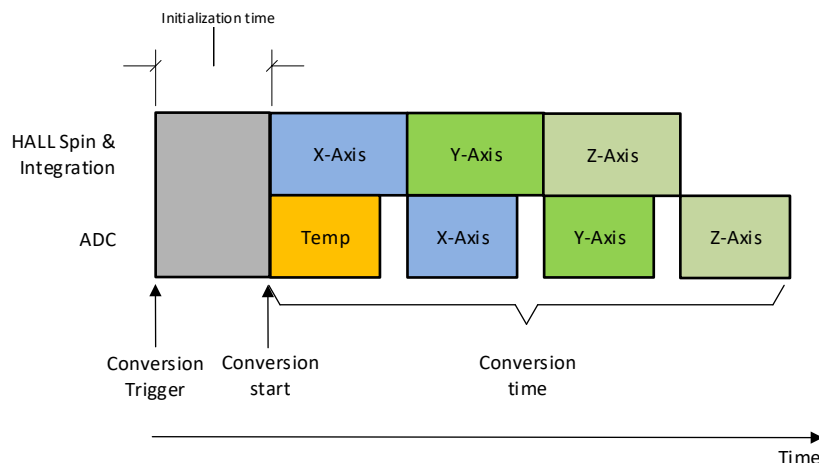 Initialization time
HALL Spin &
Integration
X-Axis
Y-Axis
Z-Axis
ADC
Temp
X-Axis
Y-Axis
Z-Axis
Conversion
Trigger
Conversion
start
Conversion
time
Time